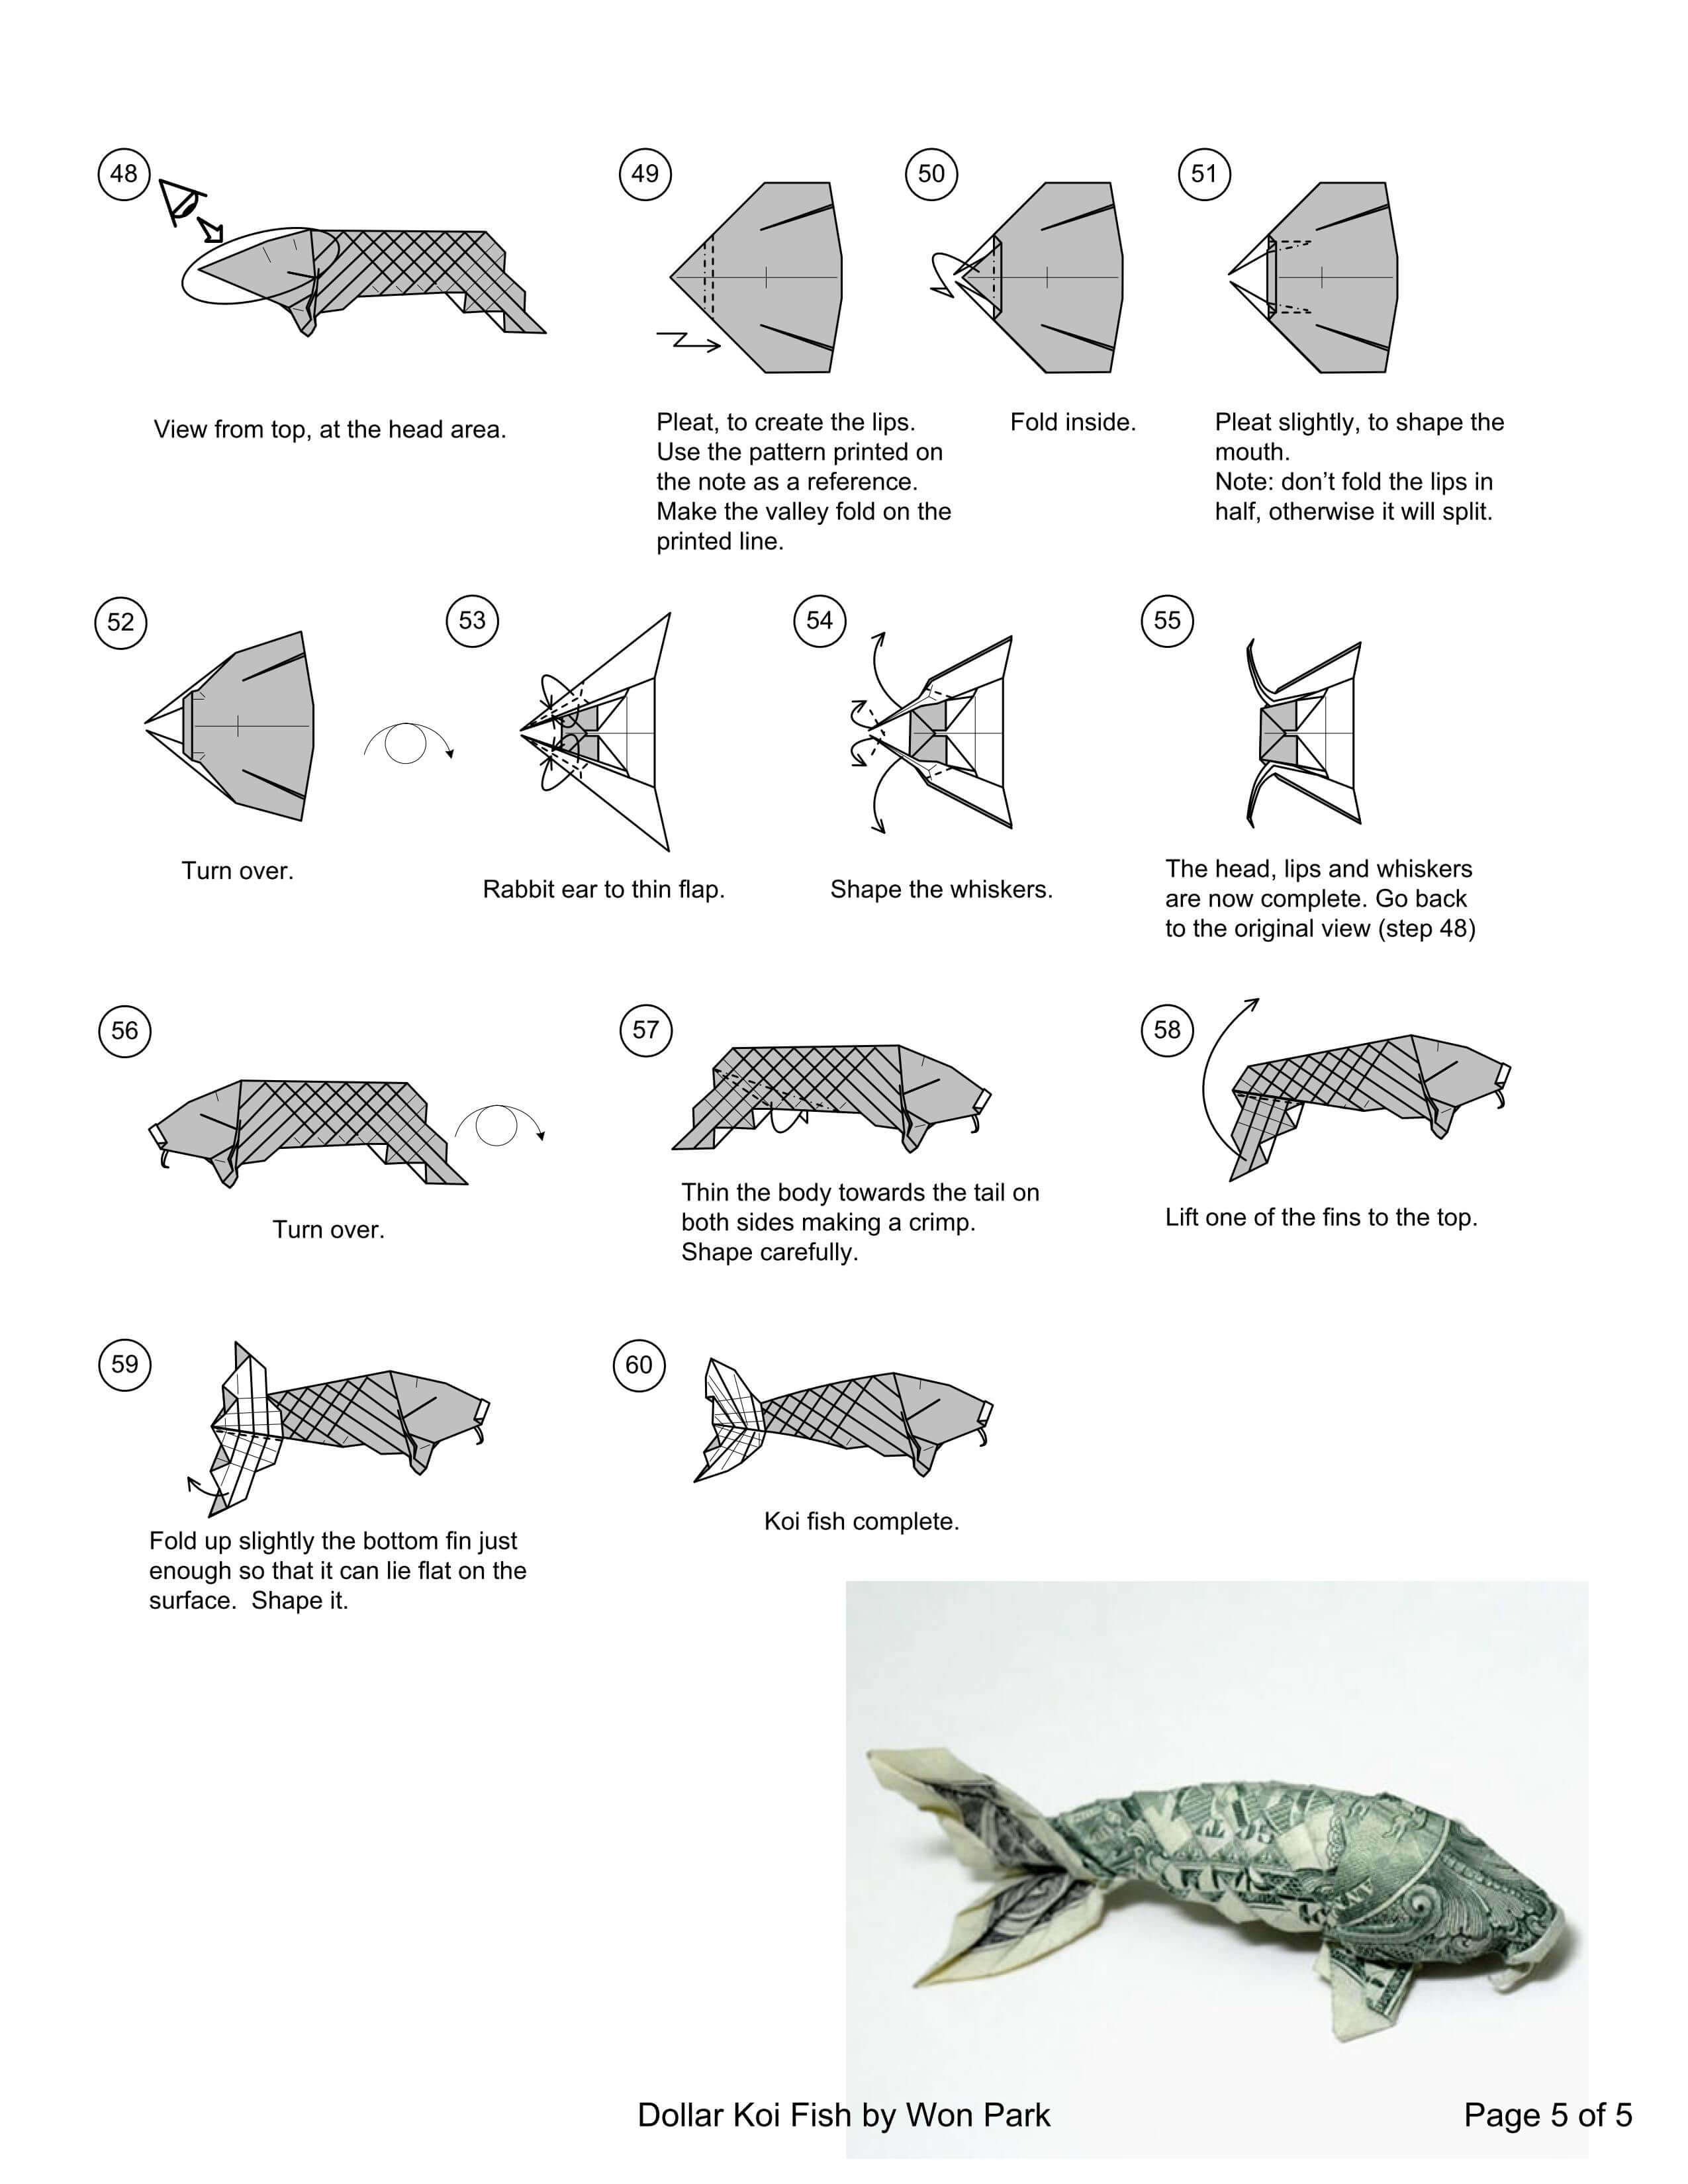 48
49
50
51
View from top, at the head area.
Pleat, to create the lips.
Use the pattern printed on
the note as a reference.
Make the valley fold on the
printed line.
Fold inside.
Pleat slightly, to shape the
mouth.
Note: don’t fold the lips in
half, otherwise it will split.
52
53
54
55
Turn over.
Rabbit ear to thin flap.
Shape the whiskers.
The head, lips and whiskers
are now complete. Go back
to the original view (step 48)
56
57
58
Turn over.
Thin the body towards the tail on
both sides making a crimp.
Shape carefully.
Lift one of the fins to the top.
59
60
Fold up slightly the bottom fin just
enough so that it can lie flat on the
surface.  Shape it.
Koi fish complete.
Dollar Koi Fish by Won Park
Page 5 of 5